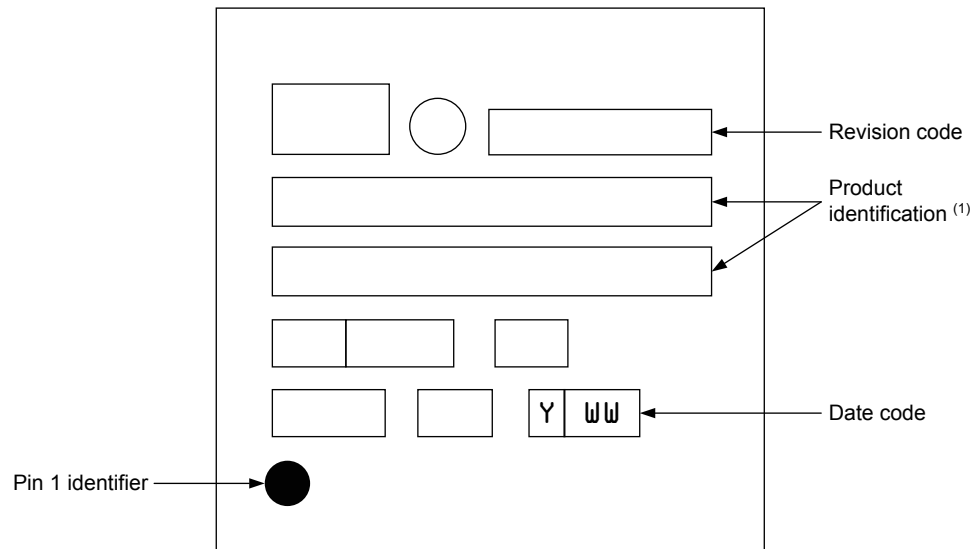 Revision code
Product
identification (1)
Y WW
Date code
Pin 1 identifier